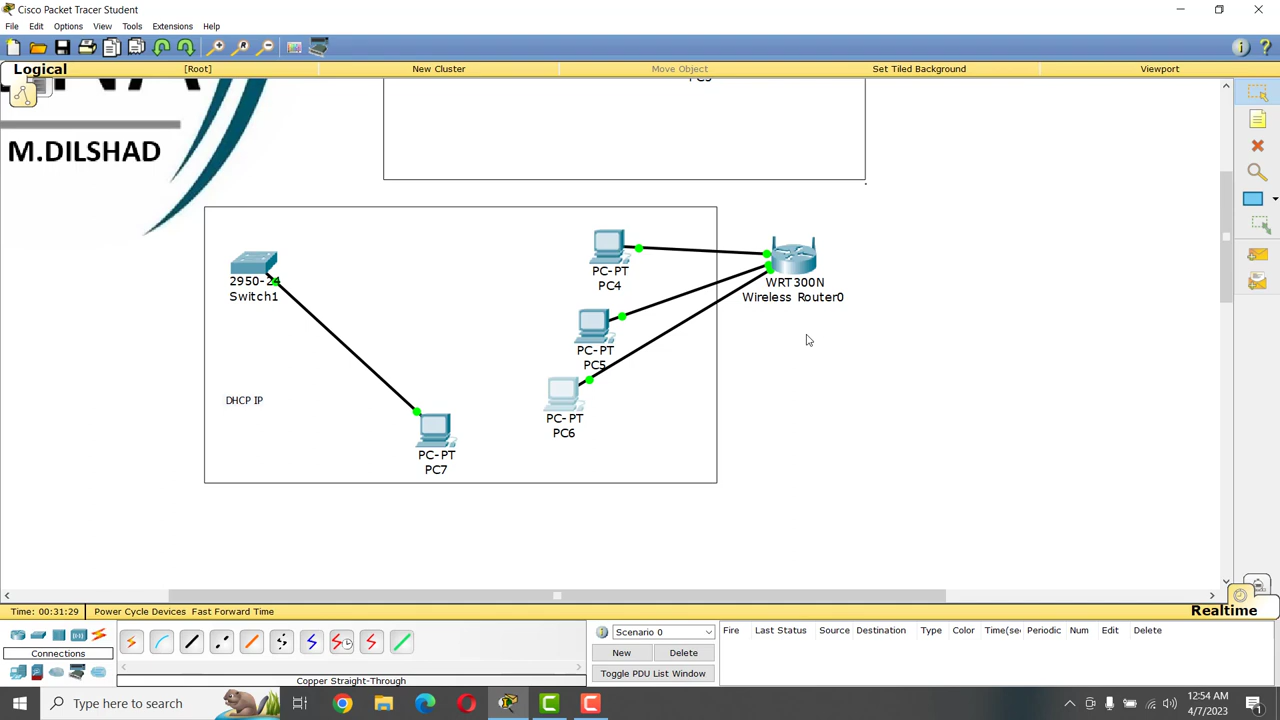 Cisco Packet Tracer Student
File Edit Options View Tools Extensions Help
Logical [Root] New Cluster Move Object Set Tiled Background Viewport
M.DILSHAD
2950-24
Switch1
PC-PT
PC4
WRT300N
Wireless Router0
PC-PT
PC5
PC-PT
PC6
DHCP IP
PC-PT
PC7
Time: 00:31:29 Power Cycle Devices Fast Forward Time
Realtime
Connections
Copper Straight-Through
Scenario 0
New Delete
Toggle PDU List Window
Fire Last Status Source Destination Type Color Time(sec Periodic Num Edit Delete
Type here to search
12:54 AM
4/7/2023
1